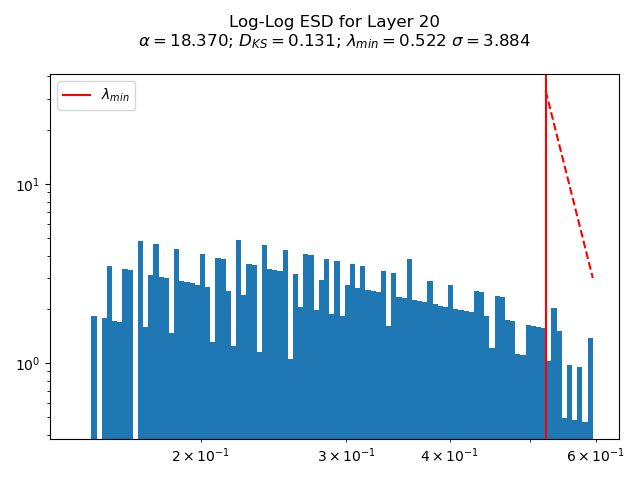 Log-Log ESD for Layer 20
α = 18.370; D_KS = 0.131; λ_min = 0.522 σ = 3.884
λ_min
10^1
10^0
2 × 10^−1
3 × 10^−1
4 × 10^−1
6 × 10^−1